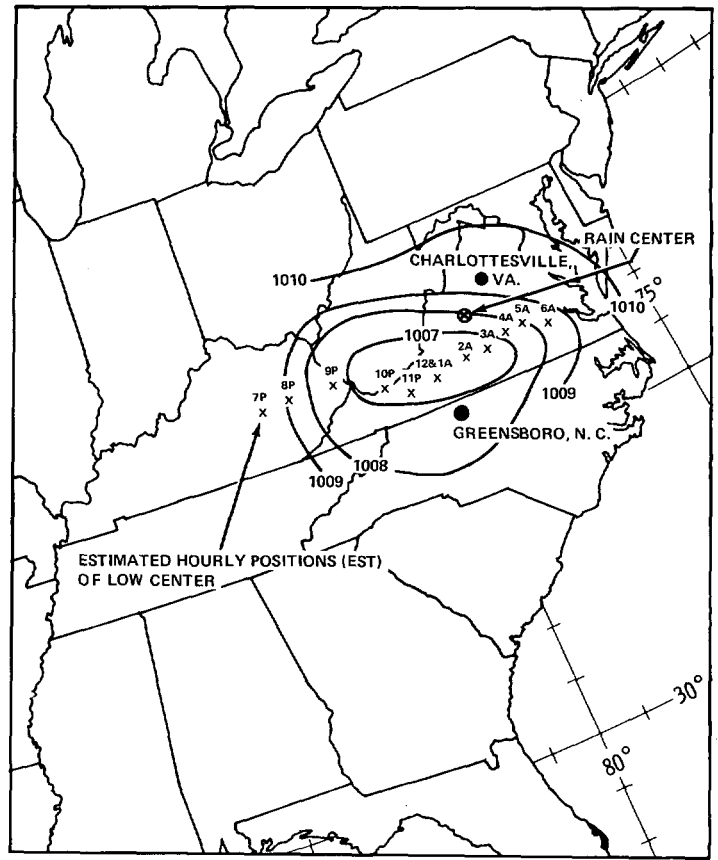 RAIN CENTER
CHARLOTTESVILLE,
VA.
1010
75°
1010
5A
6A
4A
1007
3A
2A
12&1A
9P
10P
11P
8P
7P
1009
GREENSBORO, N. C.
1008
1009
ESTIMATED HOURLY POSITIONS (EST)
OF LOW CENTER
30°
80°